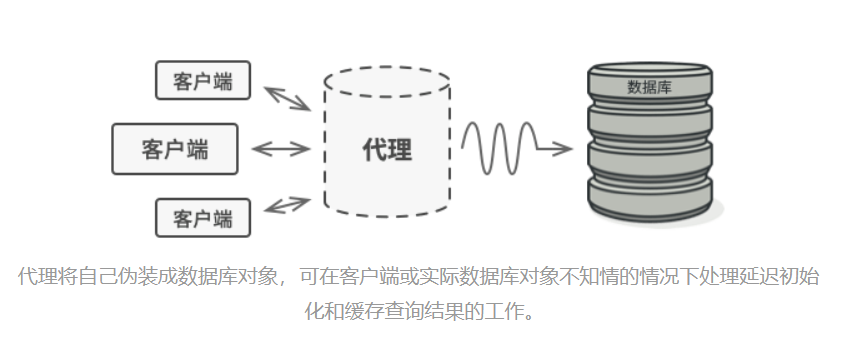 客户端
客户端
客户端
代理
数据库
代理将自己伪装成数据库对象，可在客户端或实际数据库对象不知情的情况下处理延迟初始
化和缓存查询结果的工作。